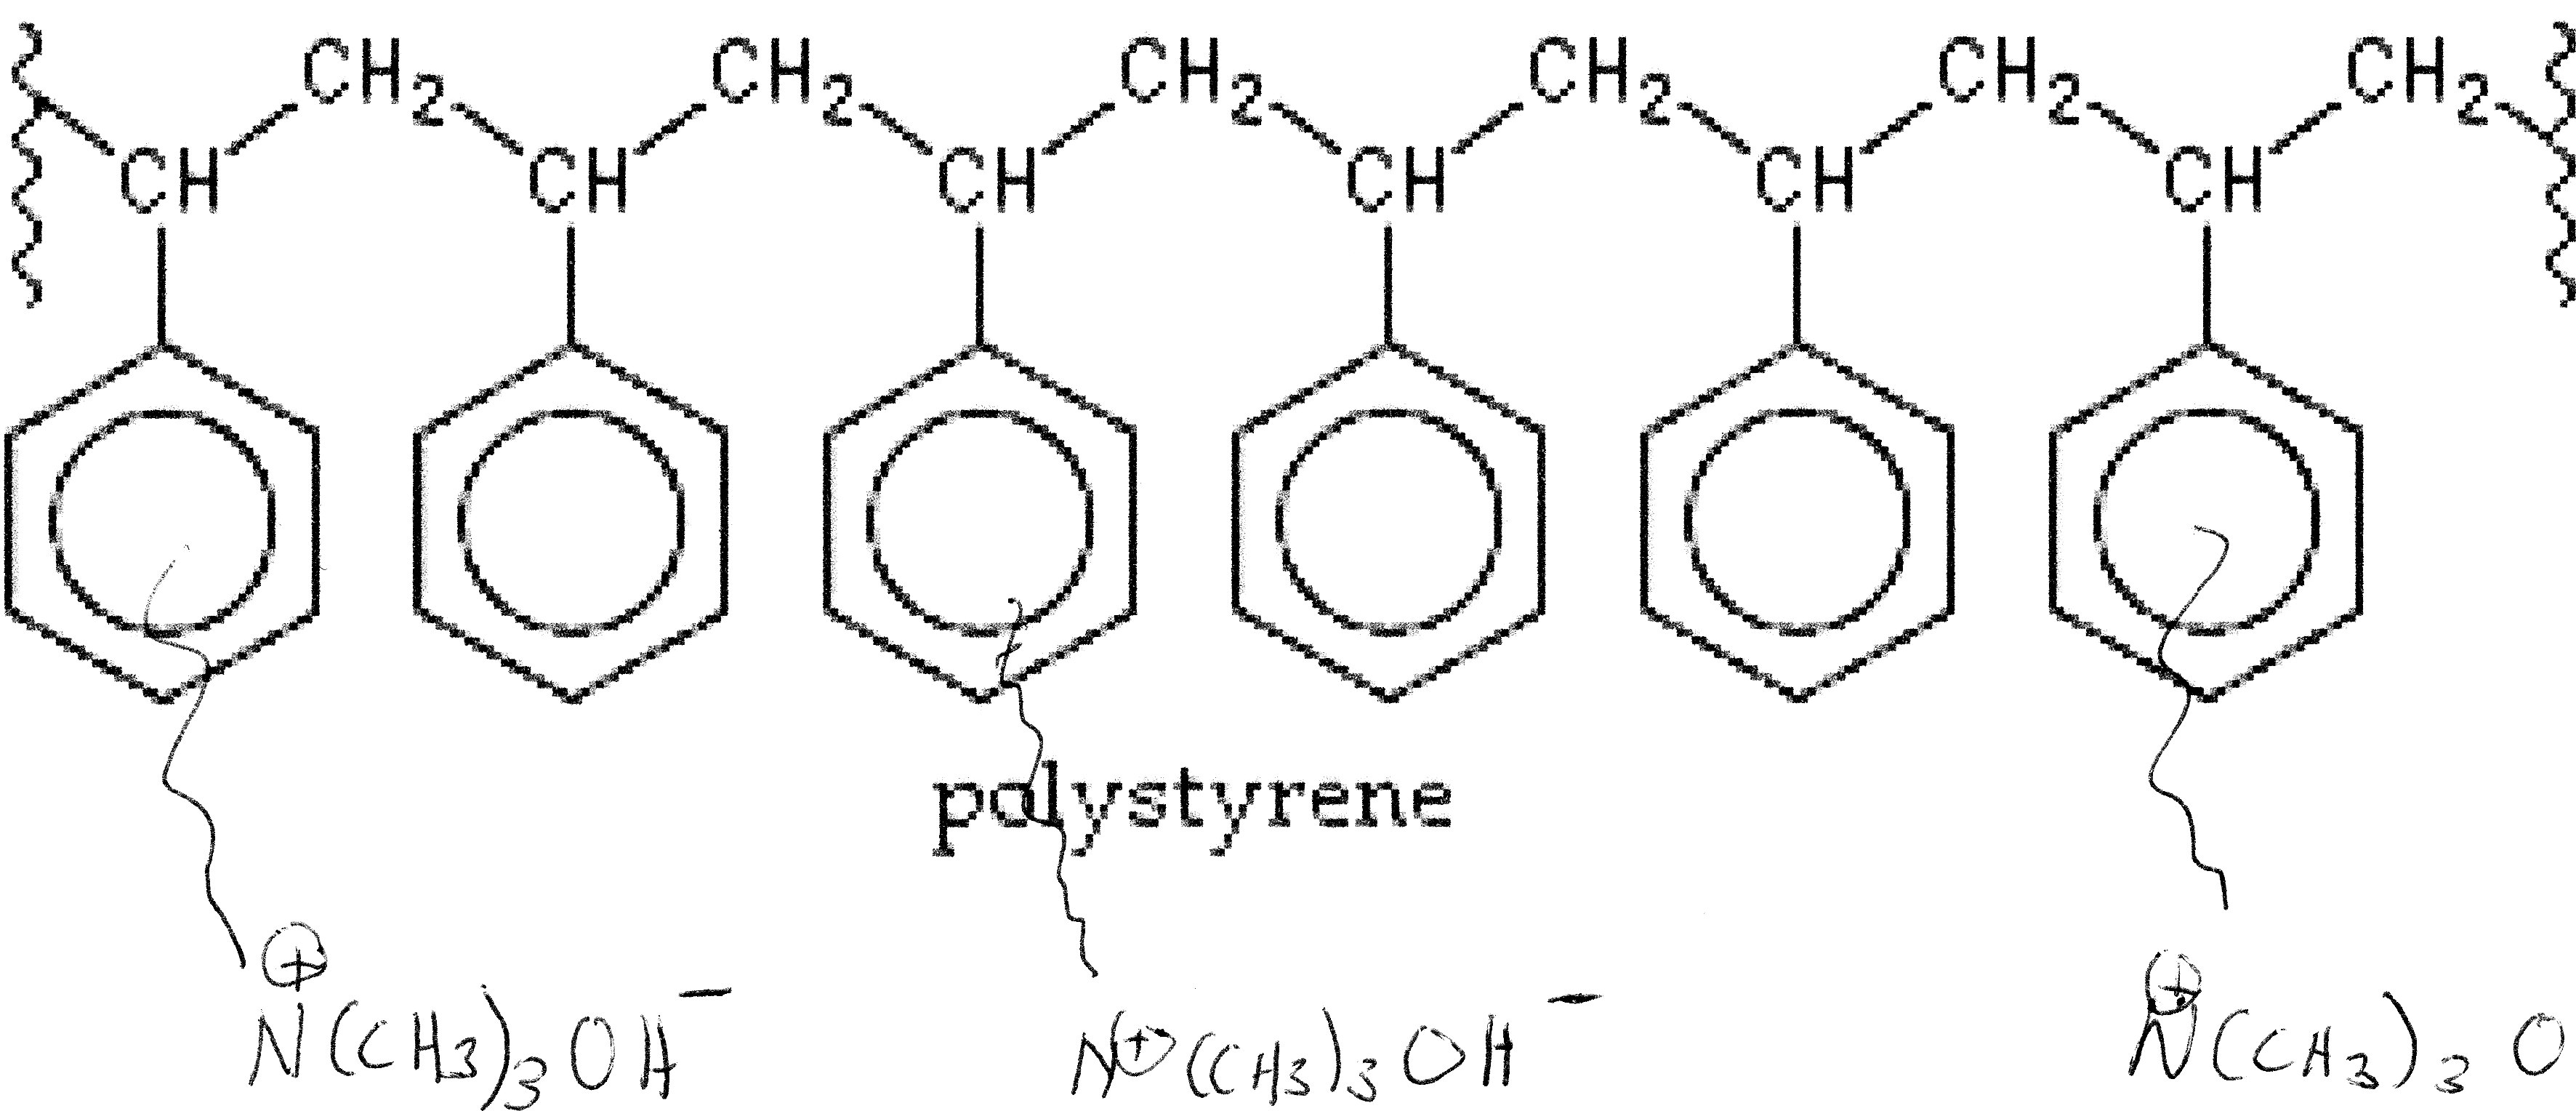 CH₂ CH₂ CH₂ CH₂ CH₂ CH₂
CH CH CH CH CH CH
polystyrene
N⊕(CH₃)₃OH⁻ N⊕(CH₃)₃OH⁻ N⊕(CH₃)₃O